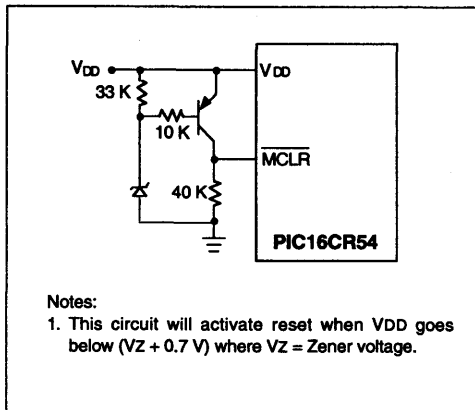 VDD VDD
33 K
10 K
MCLR
40 K
PIC16CR54
Notes:
1. This circuit will activate reset when VDD goes
below (VZ + 0.7 V) where VZ = Zener voltage.